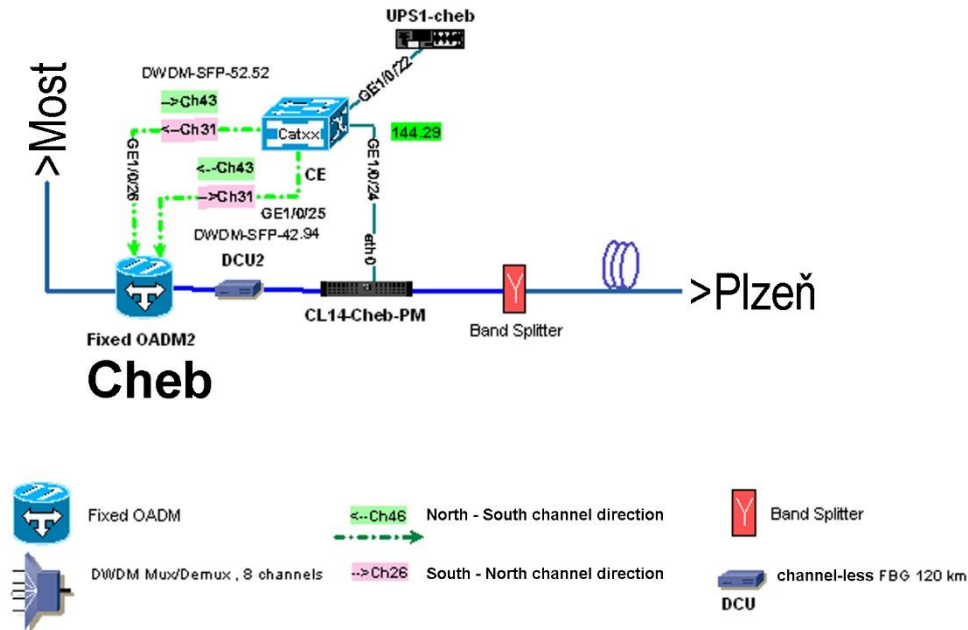 UPS1-cheb
DWDM-SFP-52.52
-->Ch43
<--Ch31
GE1/0/22
Catxx
144.29
>Most
GE1/0/26
<--Ch43
-->Ch31
CE
GE1/0/24
GE1/0/25
DWDM-SFP-42.94
eth0
DCU2
>Plzeň
CL14-Cheb-PM
Y
Band Splitter
Fixed OADM2
Cheb
Fixed OADM
<--Ch46
North - South channel direction
Y
Band Splitter
DWDM Mux/Demux , 8 channels
-->Ch26
South - North channel direction
channel-less FBG 120 km
DCU